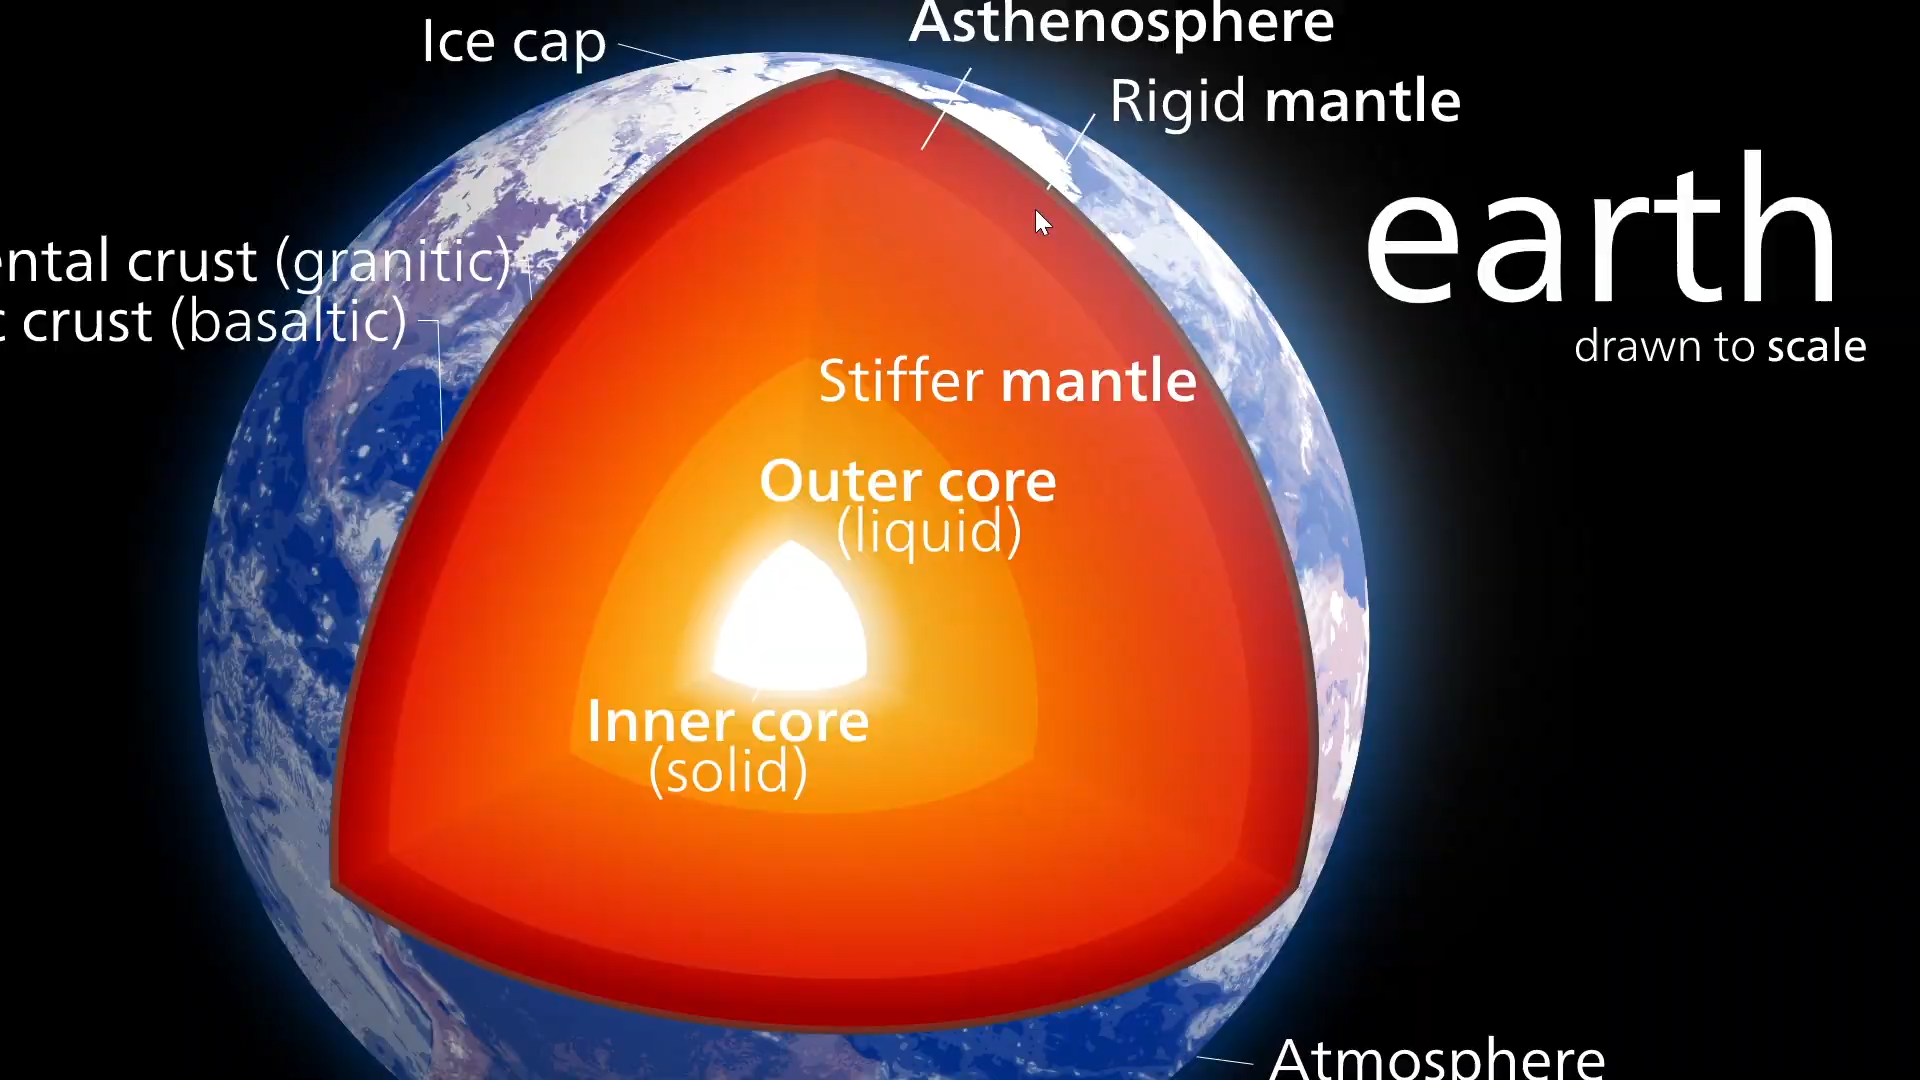 Asthenosphere
Ice cap
Rigid mantle
earth
drawn to scale
crust (granitic)
crust (basaltic)
Stiffer mantle
Outer core
(liquid)
Inner core
(solid)
Atmosphere